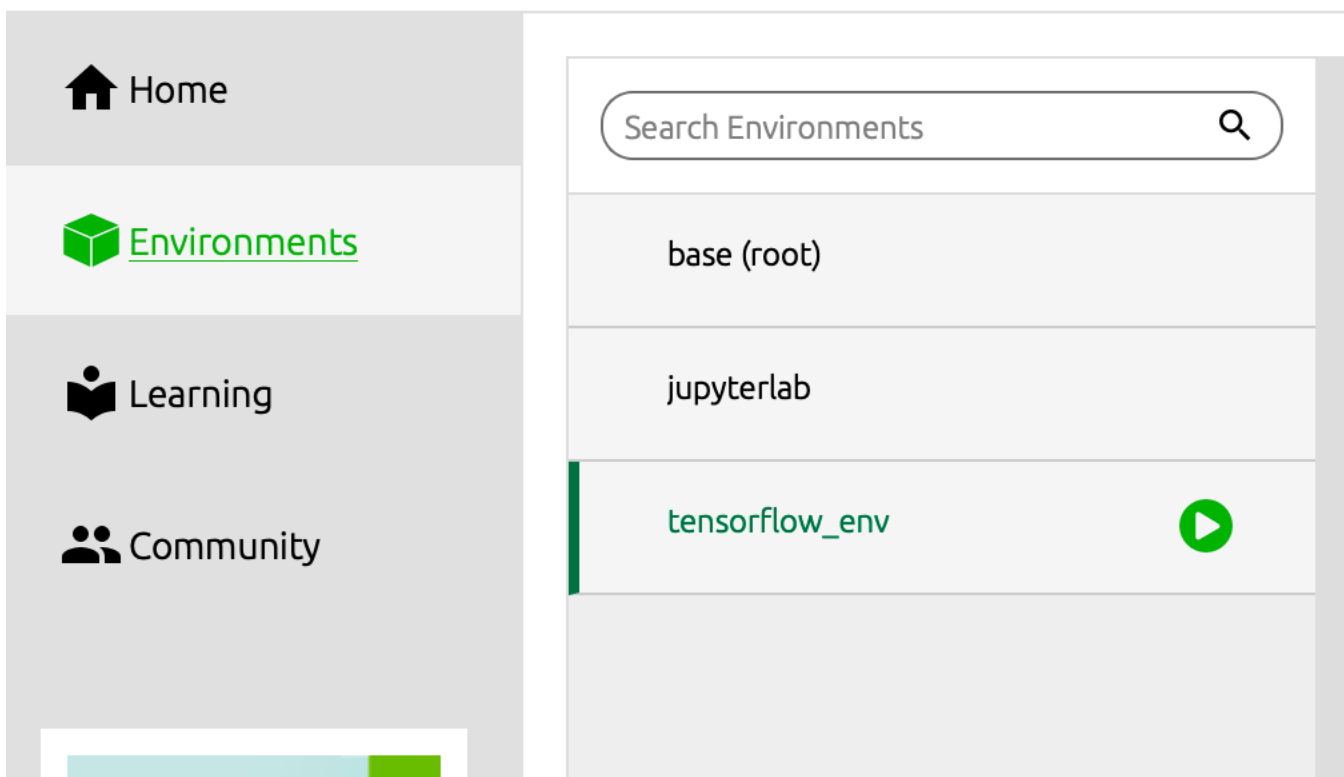 Home
Environments
Learning
Community
Search Environments
base (root)
jupyterlab
tensorflow_env